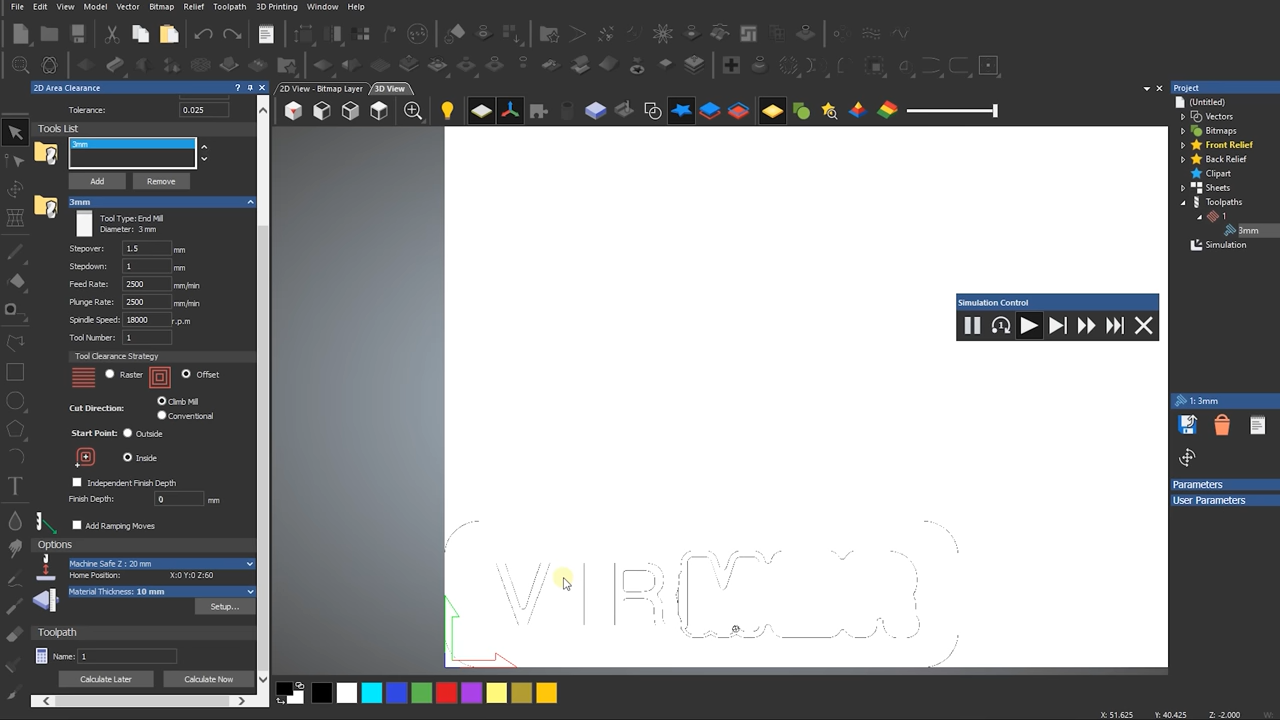 File Edit View Model Vector Bitmap Relief Toolpath 3D Printing Window Help
2D Area Clearance
2D View - Bitmap Layer
3D View
Project
Tolerance: 0.025
(Untitled)
Tools List
Vectors
3mm
Bitmaps
Front Relief
Back Relief
Clipart
Add Remove
Sheets
3mm
Toolpaths
Tool Type: End Mill
1
Diameter: 3 mm
3mm
Stepover: 1.5 mm
Simulation
Stepdown: 1 mm
Feed Rate: 2500 mm/min
Plunge Rate: 2500 mm/min
Simulation Control
Spindle Speed: 18000 r.p.m
Tool Number: 1
Tool Clearance Strategy
Raster Offset
Cut Direction: Climb Mill
Conventional
1: 3mm
Start Point: Outside
Inside
Independent Finish Depth
Parameters
Finish Depth: 0 mm
User Parameters
Add Ramping Moves
Options
Machine Safe Z : 20 mm
Home Position: X:0 Y:0 Z:60
Material Thickness: 10 mm
Setup...
VIR
Toolpath
Name: 1
Calculate Later Calculate Now
X: 51.625 Y: 40.425 Z: -2.000 W: